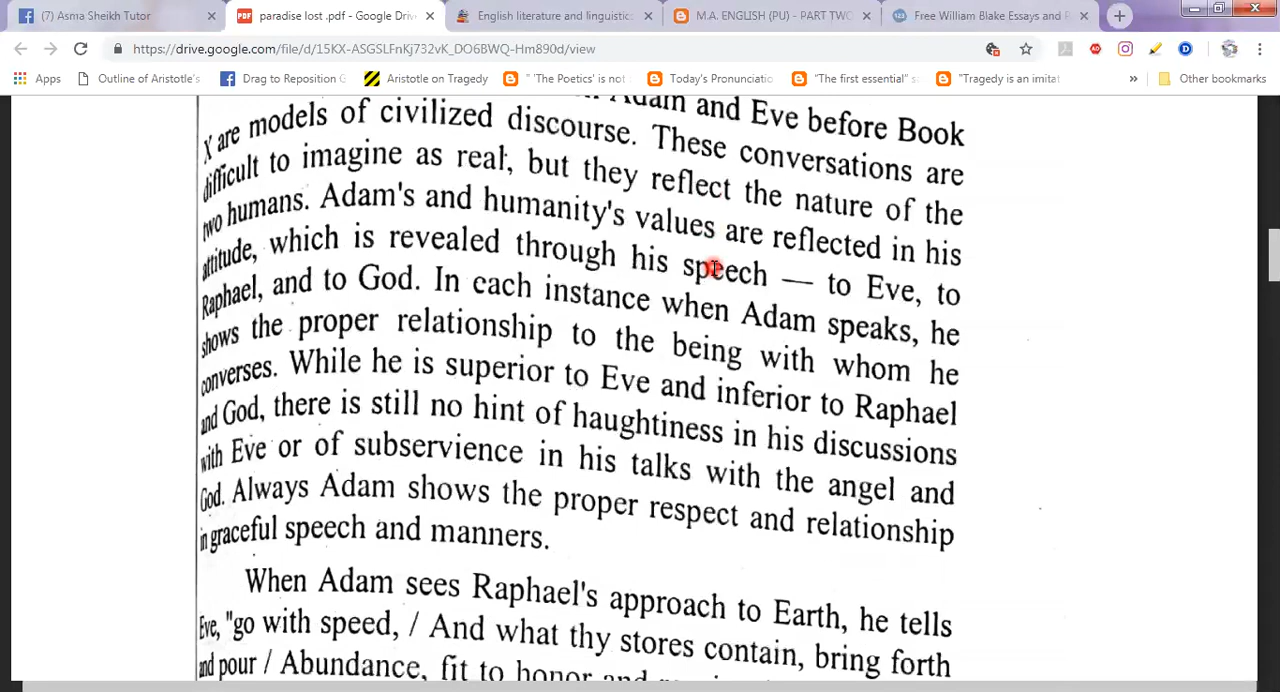 (7) Asma Sheikh Tutor
paradise lost .pdf - Google Driv
English literature and linguistic
M.A. ENGLISH (PU) - PART TWO
Free William Blake Essays and P
https://drive.google.com/file/d/15KX-ASGSLFnKj732vK_DO6BWQ-Hm890d/view
Apps
Outline of Aristotle's
Drag to Reposition
Aristotle on Tragedy
" 'The Poetics' is not
Today's Pronunciatio
"The first essential" s
"Tragedy is an imitat
»
Other bookmarks
Adam and Eve before Book
X are models of civilized discourse. These conversations are
difficult to imagine as real, but they reflect the nature of the
two humans. Adam's and humanity's values are reflected in his
attitude, which is revealed through his speech — to Eve, to
Raphael, and to God. In each instance when Adam speaks, he
shows the proper relationship to the being with whom he
converses. While he is superior to Eve and inferior to Raphael
and God, there is still no hint of haughtiness in his discussions
with Eve or of subservience in his talks with the angel and
God. Always Adam shows the proper respect and relationship
in graceful speech and manners.
When Adam sees Raphael's approach to Earth, he tells
Eve, "go with speed, / And what thy stores contain, bring forth
and pour / Abundance, fit to honor and